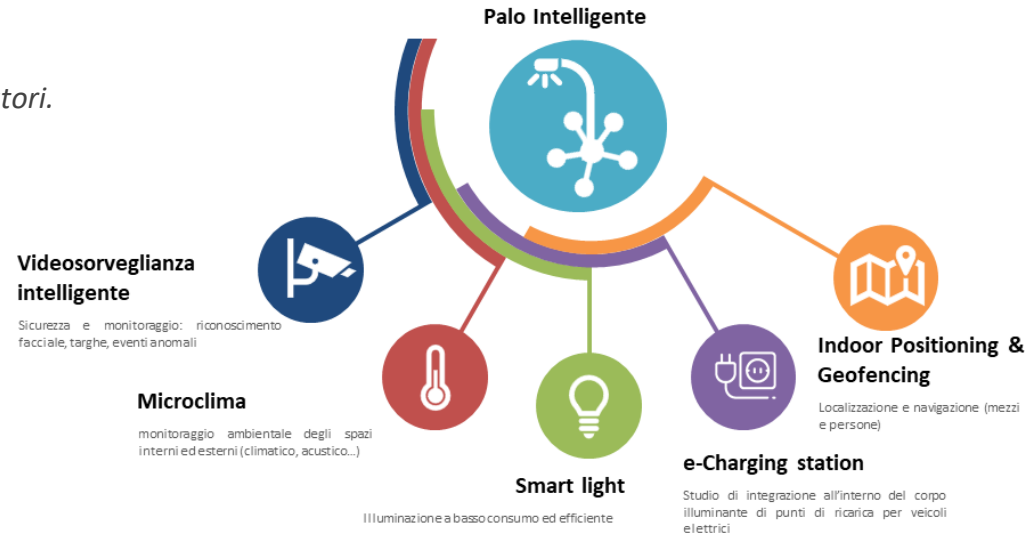 Palo Intelligente
tori.
Videosorveglianza
intelligente
Sicurezza e monitoraggio: riconoscimento
facciale, targhe, eventi anomali
Microclima
monitoraggio ambientale degli spazi
interni ed esterni (climatico, acustico...)
Smart light
Illuminazione a basso consumo ed efficiente
e-Charging station
Studio di integrazione all'interno del corpo
illuminante di punti di ricarica per veicoli
elettrici
Indoor Positioning &
Geofencing
Localizzazione e navigazione (mezzi
e persone)